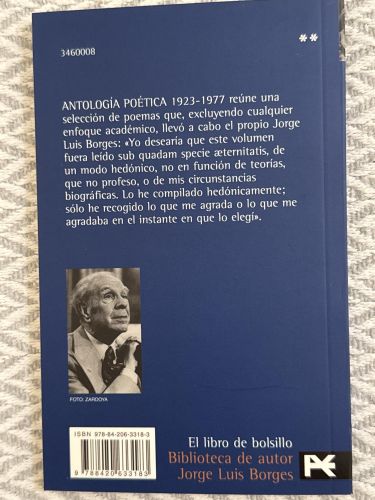 **
3460008
ANTOLOGÍA POÉTICA 1923-1977 reúne una
selección de poemas que, excluyendo cualquier
enfoque académico, llevó a cabo el propio Jorge
Luis Borges: «Yo desearía que este volumen
fuera leído sub quadam specie æternitatis, de
un modo hedónico, no en función de teorías,
que no profeso, o de mis circunstancias
biográficas. Lo he compilado hedónicamente;
sólo he recogido lo que me agrada o lo que me
agradaba en el instante en que lo elegí».
FOTO: ZARDOYA
ISBN 978-84-206-3318-3
9 788420 633183
El libro de bolsillo
Biblioteca de autor
Jorge Luis Borges